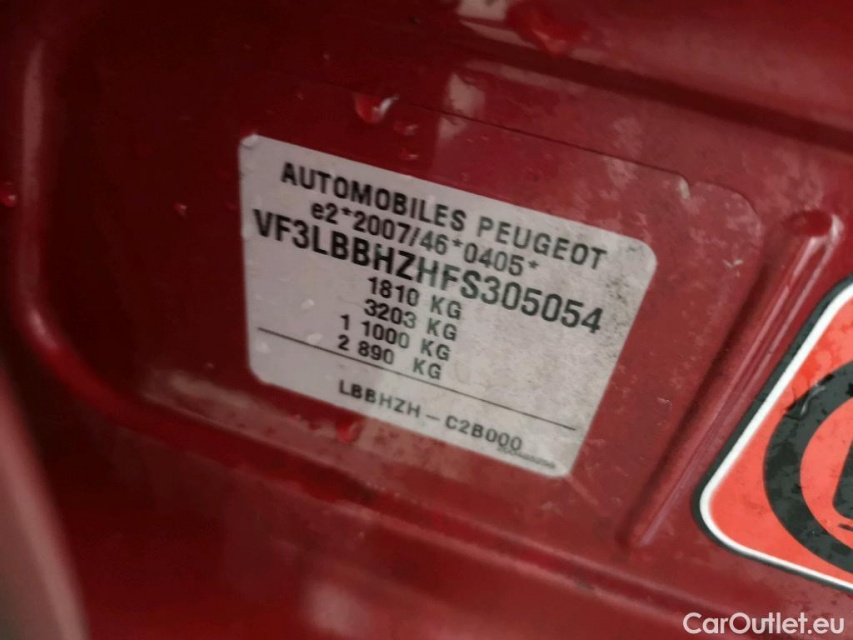 AUTOMOBILES PEUGEOT
e2*2007/46*0405*
VF3LBBHZHFS305054
1810 KG
3203 KG
1 1000 KG
2 890 KG
LBBHZH-C2B000
CarOutlet.eu